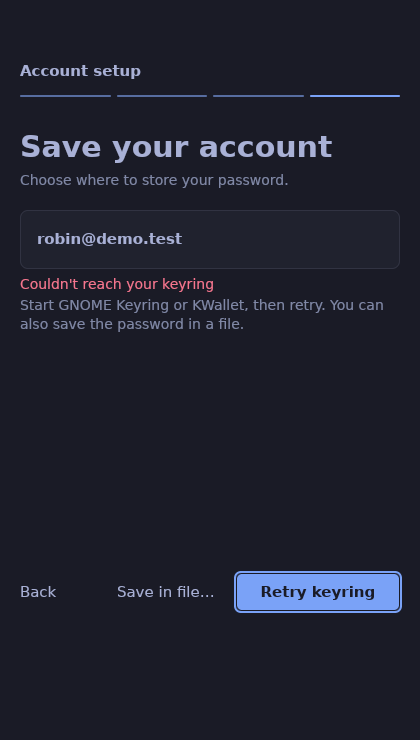 Account setup
Save your account
Choose where to store your password.
robin@demo.test
Couldn't reach your keyring
Start GNOME Keyring or KWallet, then retry. You can
also save the password in a file.
Back
Save in file…
Retry keyring